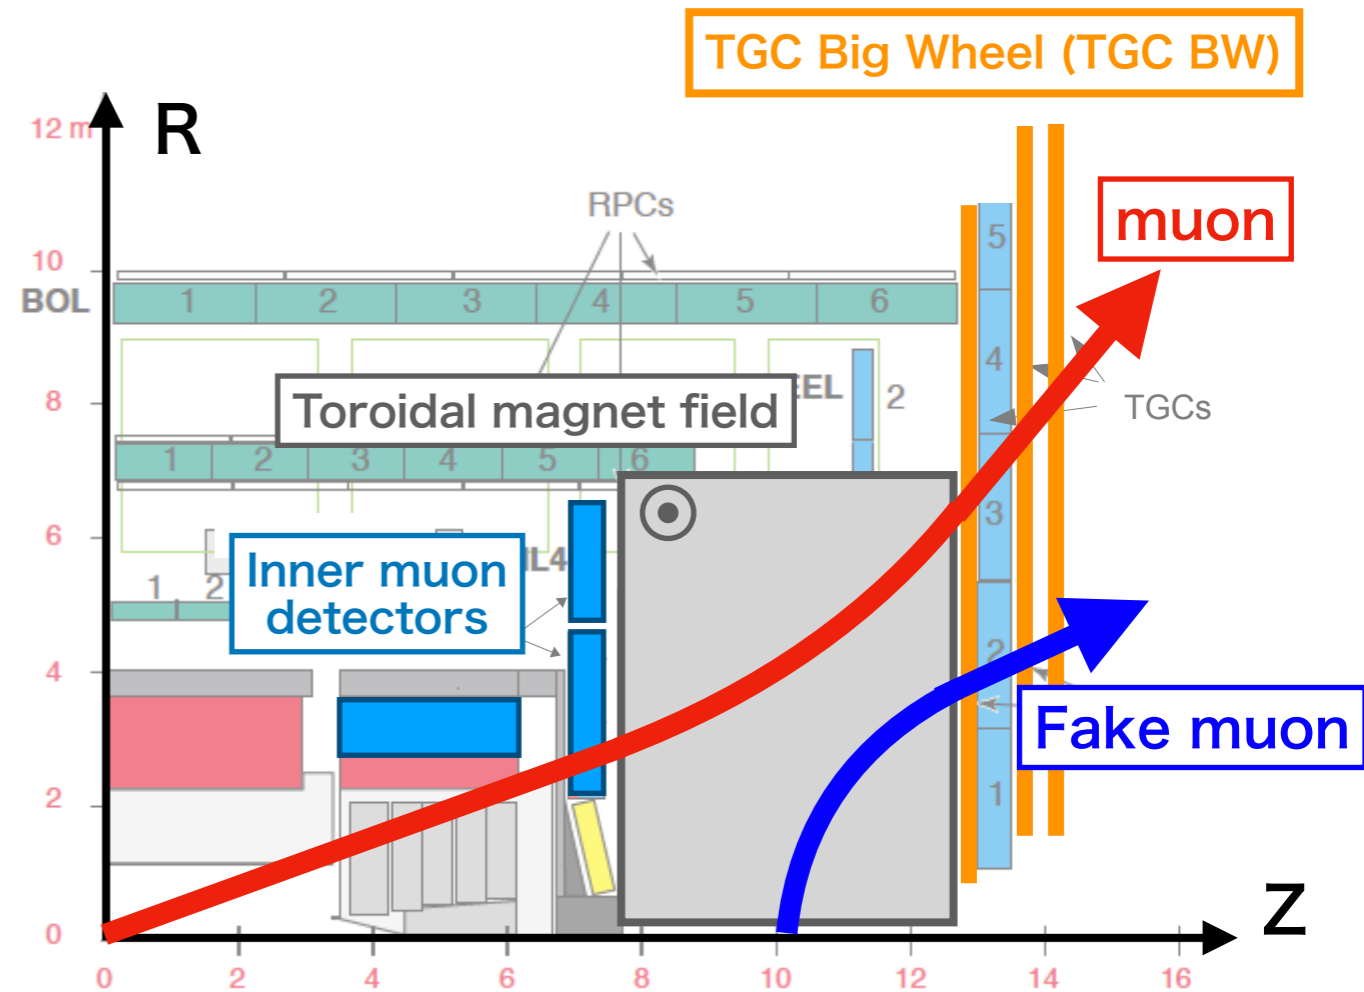 TGC Big Wheel (TGC BW)
12 m
R
muon
RPCs
10
BOL
1 2 3 4 5 6
5
8
Toroidal magnet field
EEL
2
4
TGCs
1 2 3 4 5 6
6
3
Inner muon
detectors
IL4
1 2
4
2
Fake muon
2
1
0
Z
0 2 4 6 8 10 12 14 16